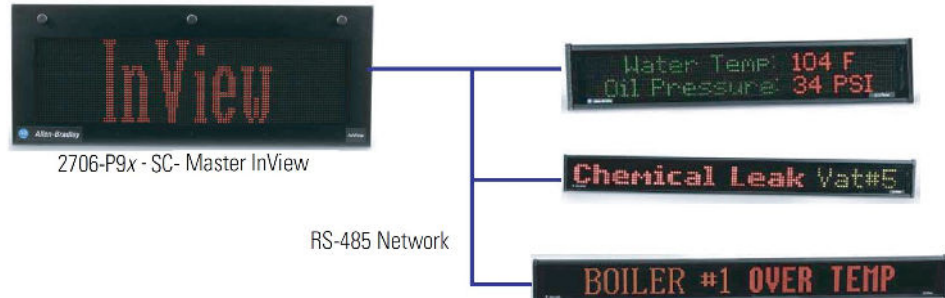 InView
Allen-Bradley
2706-P9x - SC- Master InView
RS-485 Network
Water Temp: 104 F
Oil Pressure: 34 PSI
Chemical Leak Vat#5
BOILER #1 OVER TEMP